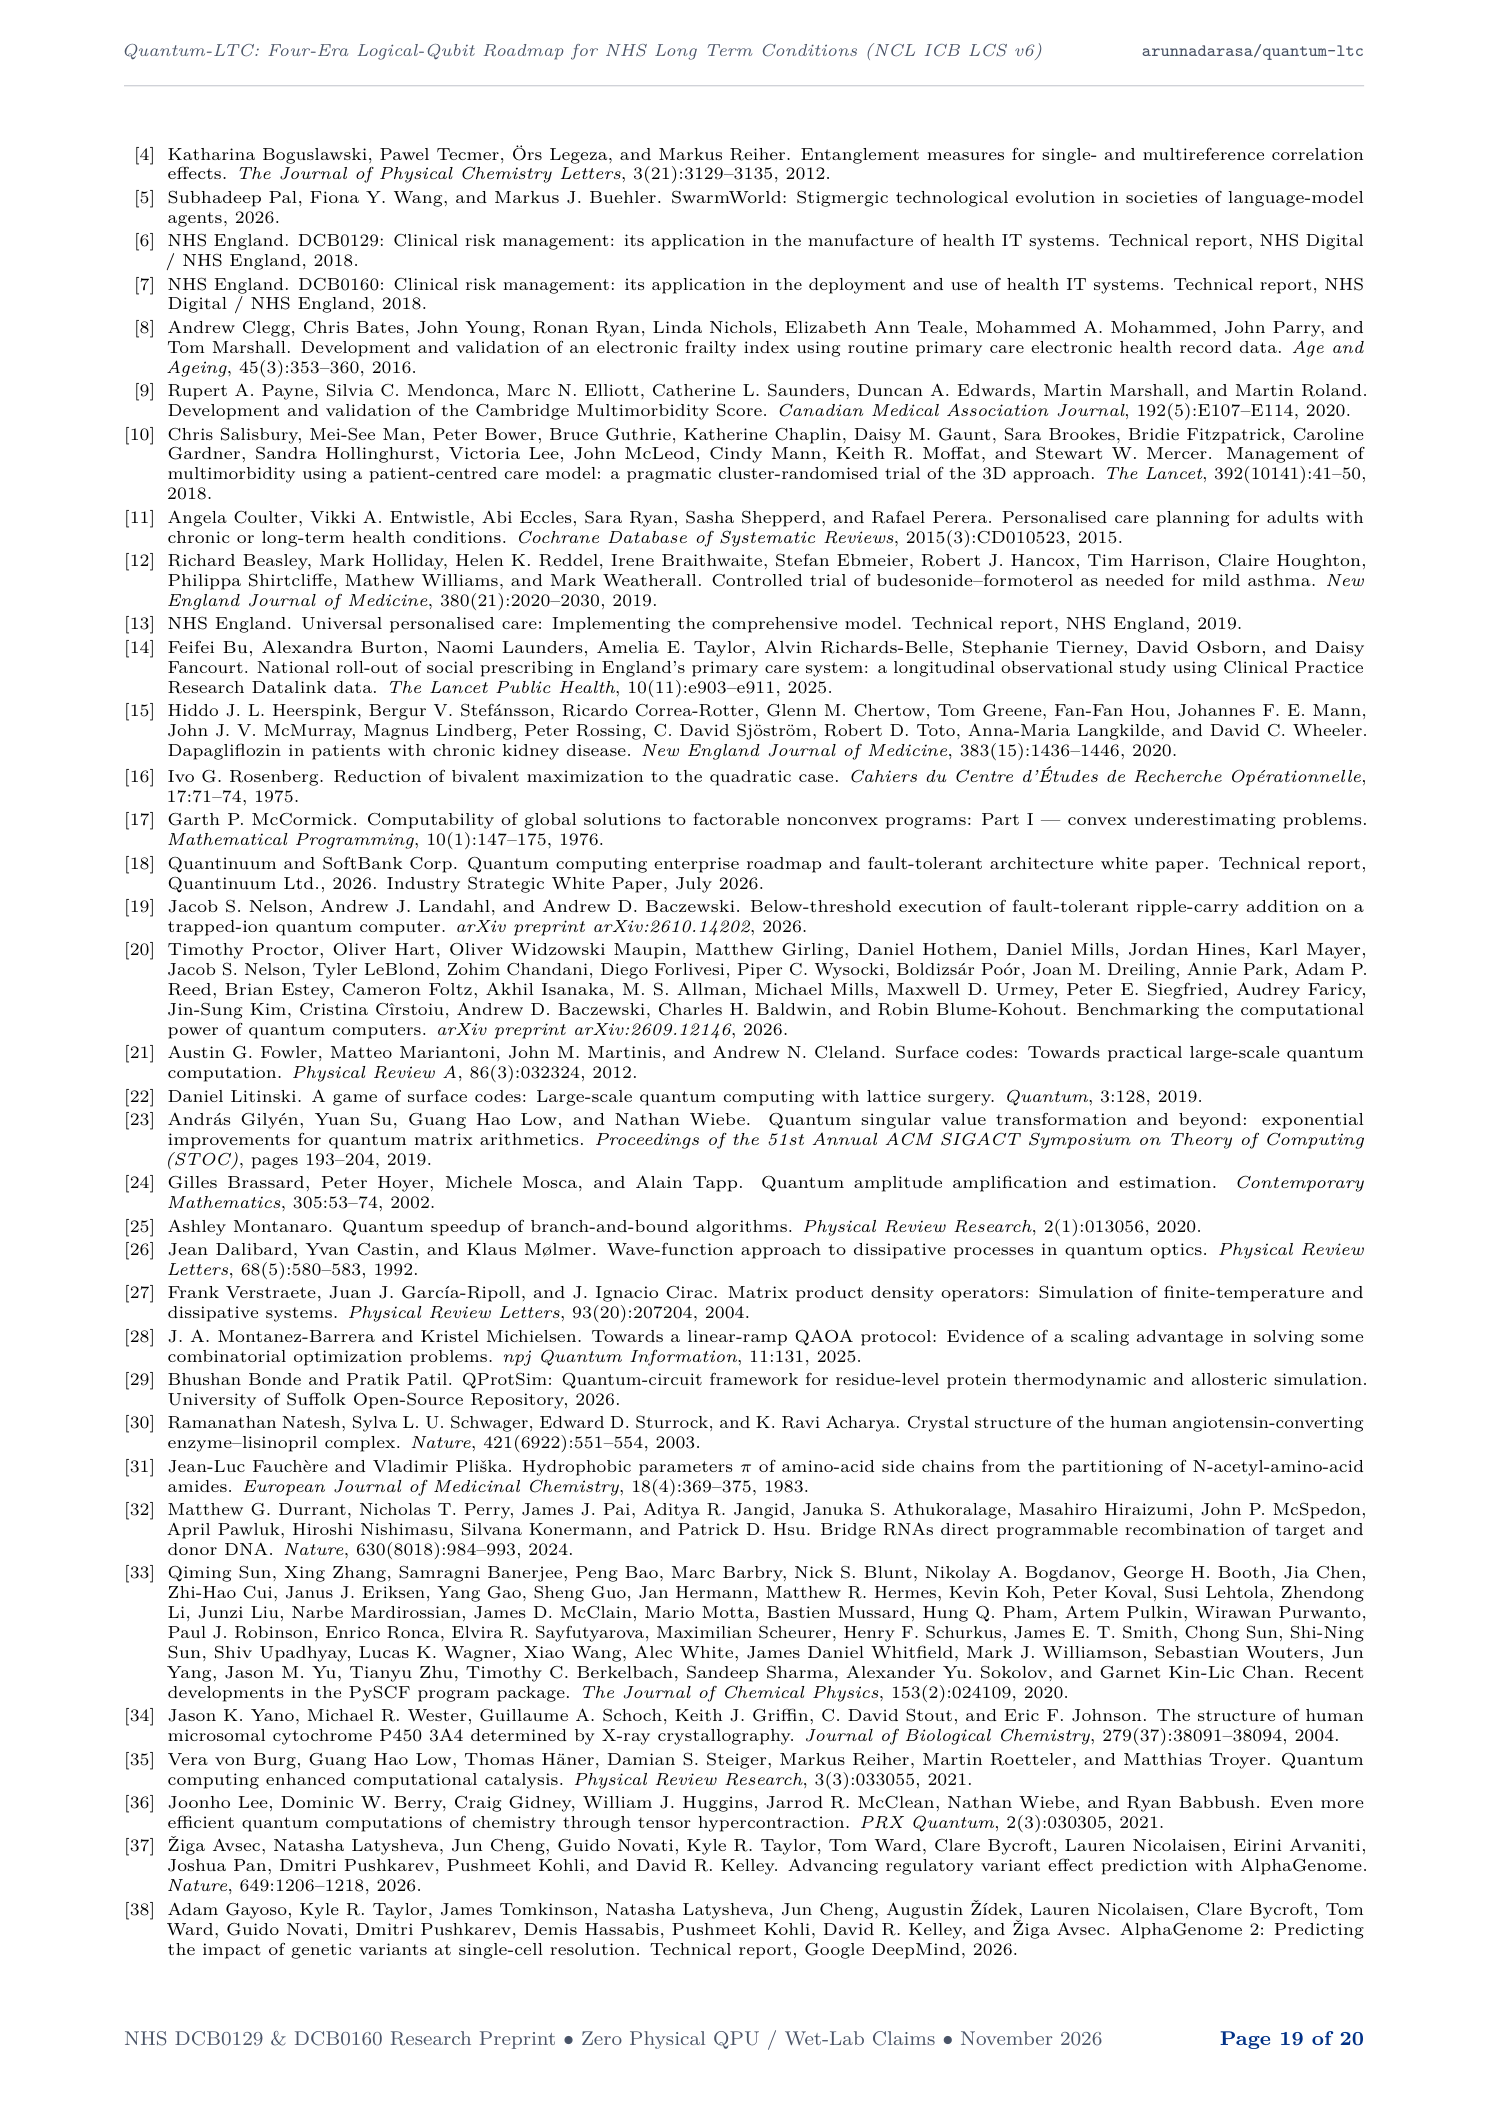 Quantum-LTC: Four-Era Logical-Qubit Roadmap for NHS Long Term Conditions (NCL ICB LCS v6) arunnadarasa/quantum-ltc
[4] Katharina Boguslawski, Pawel Tecmer, Örs Legeza, and Markus Reiher. Entanglement measures for single- and multireference correlation
effects. The Journal of Physical Chemistry Letters, 3(21):3129–3135, 2012.
[5] Subhadeep Pal, Fiona Y. Wang, and Markus J. Buehler. SwarmWorld: Stigmergic technological evolution in societies of language-model
agents, 2026.
[6] NHS England. DCB0129: Clinical risk management: its application in the manufacture of health IT systems. Technical report, NHS Digital
/ NHS England, 2018.
[7] NHS England. DCB0160: Clinical risk management: its application in the deployment and use of health IT systems. Technical report, NHS
Digital / NHS England, 2018.
[8] Andrew Clegg, Chris Bates, John Young, Ronan Ryan, Linda Nichols, Elizabeth Ann Teale, Mohammed A. Mohammed, John Parry, and
Tom Marshall. Development and validation of an electronic frailty index using routine primary care electronic health record data. Age and
Ageing, 45(3):353–360, 2016.
[9] Rupert A. Payne, Silvia C. Mendonca, Marc N. Elliott, Catherine L. Saunders, Duncan A. Edwards, Martin Marshall, and Martin Roland.
Development and validation of the Cambridge Multimorbidity Score. Canadian Medical Association Journal, 192(5):E107–E114, 2020.
[10] Chris Salisbury, Mei-See Man, Peter Bower, Bruce Guthrie, Katherine Chaplin, Daisy M. Gaunt, Sara Brookes, Bridie Fitzpatrick, Caroline
Gardner, Sandra Hollinghurst, Victoria Lee, John McLeod, Cindy Mann, Keith R. Moffat, and Stewart W. Mercer. Management of
multimorbidity using a patient-centred care model: a pragmatic cluster-randomised trial of the 3D approach. The Lancet, 392(10141):41–50,
2018.
[11] Angela Coulter, Vikki A. Entwistle, Abi Eccles, Sara Ryan, Sasha Shepperd, and Rafael Perera. Personalised care planning for adults with
chronic or long-term health conditions. Cochrane Database of Systematic Reviews, 2015(3):CD010523, 2015.
[12] Richard Beasley, Mark Holliday, Helen K. Reddel, Irene Braithwaite, Stefan Ebmeier, Robert J. Hancox, Tim Harrison, Claire Houghton,
Philippa Shirtcliffe, Mathew Williams, and Mark Weatherall. Controlled trial of budesonide–formoterol as needed for mild asthma. New
England Journal of Medicine, 380(21):2020–2030, 2019.
[13] NHS England. Universal personalised care: Implementing the comprehensive model. Technical report, NHS England, 2019.
[14] Feifei Bu, Alexandra Burton, Naomi Launders, Amelia E. Taylor, Alvin Richards-Belle, Stephanie Tierney, David Osborn, and Daisy
Fancourt. National roll-out of social prescribing in England's primary care system: a longitudinal observational study using Clinical Practice
Research Datalink data. The Lancet Public Health, 10(11):e903–e911, 2025.
[15] Hiddo J. L. Heerspink, Bergur V. Stefánsson, Ricardo Correa-Rotter, Glenn M. Chertow, Tom Greene, Fan-Fan Hou, Johannes F. E. Mann,
John J. V. McMurray, Magnus Lindberg, Peter Rossing, C. David Sjöström, Robert D. Toto, Anna-Maria Langkilde, and David C. Wheeler.
Dapagliflozin in patients with chronic kidney disease. New England Journal of Medicine, 383(15):1436–1446, 2020.
[16] Ivo G. Rosenberg. Reduction of bivalent maximization to the quadratic case. Cahiers du Centre d'Études de Recherche Opérationnelle,
17:71–74, 1975.
[17] Garth P. McCormick. Computability of global solutions to factorable nonconvex programs: Part I — convex underestimating problems.
Mathematical Programming, 10(1):147–175, 1976.
[18] Quantinuum and SoftBank Corp. Quantum computing enterprise roadmap and fault-tolerant architecture white paper. Technical report,
Quantinuum Ltd., 2026. Industry Strategic White Paper, July 2026.
[19] Jacob S. Nelson, Andrew J. Landahl, and Andrew D. Baczewski. Below-threshold execution of fault-tolerant ripple-carry addition on a
trapped-ion quantum computer. arXiv preprint arXiv:2610.14202, 2026.
[20] Timothy Proctor, Oliver Hart, Oliver Widzowski Maupin, Matthew Girling, Daniel Hothem, Daniel Mills, Jordan Hines, Karl Mayer,
Jacob S. Nelson, Tyler LeBlond, Zohim Chandani, Diego Forlivesi, Piper C. Wysocki, Boldizsár Poór, Joan M. Dreiling, Annie Park, Adam P.
Reed, Brian Estey, Cameron Foltz, Akhil Isanaka, M. S. Allman, Michael Mills, Maxwell D. Urmey, Peter E. Siegfried, Audrey Faricy,
Jin-Sung Kim, Cristina Cîrstoiu, Andrew D. Baczewski, Charles H. Baldwin, and Robin Blume-Kohout. Benchmarking the computational
power of quantum computers. arXiv preprint arXiv:2609.12146, 2026.
[21] Austin G. Fowler, Matteo Mariantoni, John M. Martinis, and Andrew N. Cleland. Surface codes: Towards practical large-scale quantum
computation. Physical Review A, 86(3):032324, 2012.
[22] Daniel Litinski. A game of surface codes: Large-scale quantum computing with lattice surgery. Quantum, 3:128, 2019.
[23] András Gilyén, Yuan Su, Guang Hao Low, and Nathan Wiebe. Quantum singular value transformation and beyond: exponential
improvements for quantum matrix arithmetics. Proceedings of the 51st Annual ACM SIGACT Symposium on Theory of Computing
(STOC), pages 193–204, 2019.
[24] Gilles Brassard, Peter Hoyer, Michele Mosca, and Alain Tapp. Quantum amplitude amplification and estimation. Contemporary
Mathematics, 305:53–74, 2002.
[25] Ashley Montanaro. Quantum speedup of branch-and-bound algorithms. Physical Review Research, 2(1):013056, 2020.
[26] Jean Dalibard, Yvan Castin, and Klaus Mølmer. Wave-function approach to dissipative processes in quantum optics. Physical Review
Letters, 68(5):580–583, 1992.
[27] Frank Verstraete, Juan J. García-Ripoll, and J. Ignacio Cirac. Matrix product density operators: Simulation of finite-temperature and
dissipative systems. Physical Review Letters, 93(20):207204, 2004.
[28] J. A. Montanez-Barrera and Kristel Michielsen. Towards a linear-ramp QAOA protocol: Evidence of a scaling advantage in solving some
combinatorial optimization problems. npj Quantum Information, 11:131, 2025.
[29] Bhushan Bonde and Pratik Patil. QProtSim: Quantum-circuit framework for residue-level protein thermodynamic and allosteric simulation.
University of Suffolk Open-Source Repository, 2026.
[30] Ramanathan Natesh, Sylva L. U. Schwager, Edward D. Sturrock, and K. Ravi Acharya. Crystal structure of the human angiotensin-converting
enzyme–lisinopril complex. Nature, 421(6922):551–554, 2003.
[31] Jean-Luc Fauchère and Vladimir Pliška. Hydrophobic parameters π of amino-acid side chains from the partitioning of N-acetyl-amino-acid
amides. European Journal of Medicinal Chemistry, 18(4):369–375, 1983.
[32] Matthew G. Durrant, Nicholas T. Perry, James J. Pai, Aditya R. Jangid, Januka S. Athukoralage, Masahiro Hiraizumi, John P. McSpedon,
April Pawluk, Hiroshi Nishimasu, Silvana Konermann, and Patrick D. Hsu. Bridge RNAs direct programmable recombination of target and
donor DNA. Nature, 630(8018):984–993, 2024.
[33] Qiming Sun, Xing Zhang, Samragni Banerjee, Peng Bao, Marc Barbry, Nick S. Blunt, Nikolay A. Bogdanov, George H. Booth, Jia Chen,
Zhi-Hao Cui, Janus J. Eriksen, Yang Gao, Sheng Guo, Jan Hermann, Matthew R. Hermes, Kevin Koh, Peter Koval, Susi Lehtola, Zhendong
Li, Junzi Liu, Narbe Mardirossian, James D. McClain, Mario Motta, Bastien Mussard, Hung Q. Pham, Artem Pulkin, Wirawan Purwanto,
Paul J. Robinson, Enrico Ronca, Elvira R. Sayfutyarova, Maximilian Scheurer, Henry F. Schurkus, James E. T. Smith, Chong Sun, Shi-Ning
Sun, Shiv Upadhyay, Lucas K. Wagner, Xiao Wang, Alec White, James Daniel Whitfield, Mark J. Williamson, Sebastian Wouters, Jun
Yang, Jason M. Yu, Tianyu Zhu, Timothy C. Berkelbach, Sandeep Sharma, Alexander Yu. Sokolov, and Garnet Kin-Lic Chan. Recent
developments in the PySCF program package. The Journal of Chemical Physics, 153(2):024109, 2020.
[34] Jason K. Yano, Michael R. Wester, Guillaume A. Schoch, Keith J. Griffin, C. David Stout, and Eric F. Johnson. The structure of human
microsomal cytochrome P450 3A4 determined by X-ray crystallography. Journal of Biological Chemistry, 279(37):38091–38094, 2004.
[35] Vera von Burg, Guang Hao Low, Thomas Häner, Damian S. Steiger, Markus Reiher, Martin Roetteler, and Matthias Troyer. Quantum
computing enhanced computational catalysis. Physical Review Research, 3(3):033055, 2021.
[36] Joonho Lee, Dominic W. Berry, Craig Gidney, William J. Huggins, Jarrod R. McClean, Nathan Wiebe, and Ryan Babbush. Even more
efficient quantum computations of chemistry through tensor hypercontraction. PRX Quantum, 2(3):030305, 2021.
[37] Žiga Avsec, Natasha Latysheva, Jun Cheng, Guido Novati, Kyle R. Taylor, Tom Ward, Clare Bycroft, Lauren Nicolaisen, Eirini Arvaniti,
Joshua Pan, Dmitri Pushkarev, Pushmeet Kohli, and David R. Kelley. Advancing regulatory variant effect prediction with AlphaGenome.
Nature, 649:1206–1218, 2026.
[38] Adam Gayoso, Kyle R. Taylor, James Tomkinson, Natasha Latysheva, Jun Cheng, Augustin Žídek, Lauren Nicolaisen, Clare Bycroft, Tom
Ward, Guido Novati, Dmitri Pushkarev, Demis Hassabis, Pushmeet Kohli, David R. Kelley, and Žiga Avsec. AlphaGenome 2: Predicting
the impact of genetic variants at single-cell resolution. Technical report, Google DeepMind, 2026.
NHS DCB0129 & DCB0160 Research Preprint • Zero Physical QPU / Wet-Lab Claims • November 2026 Page 19 of 20